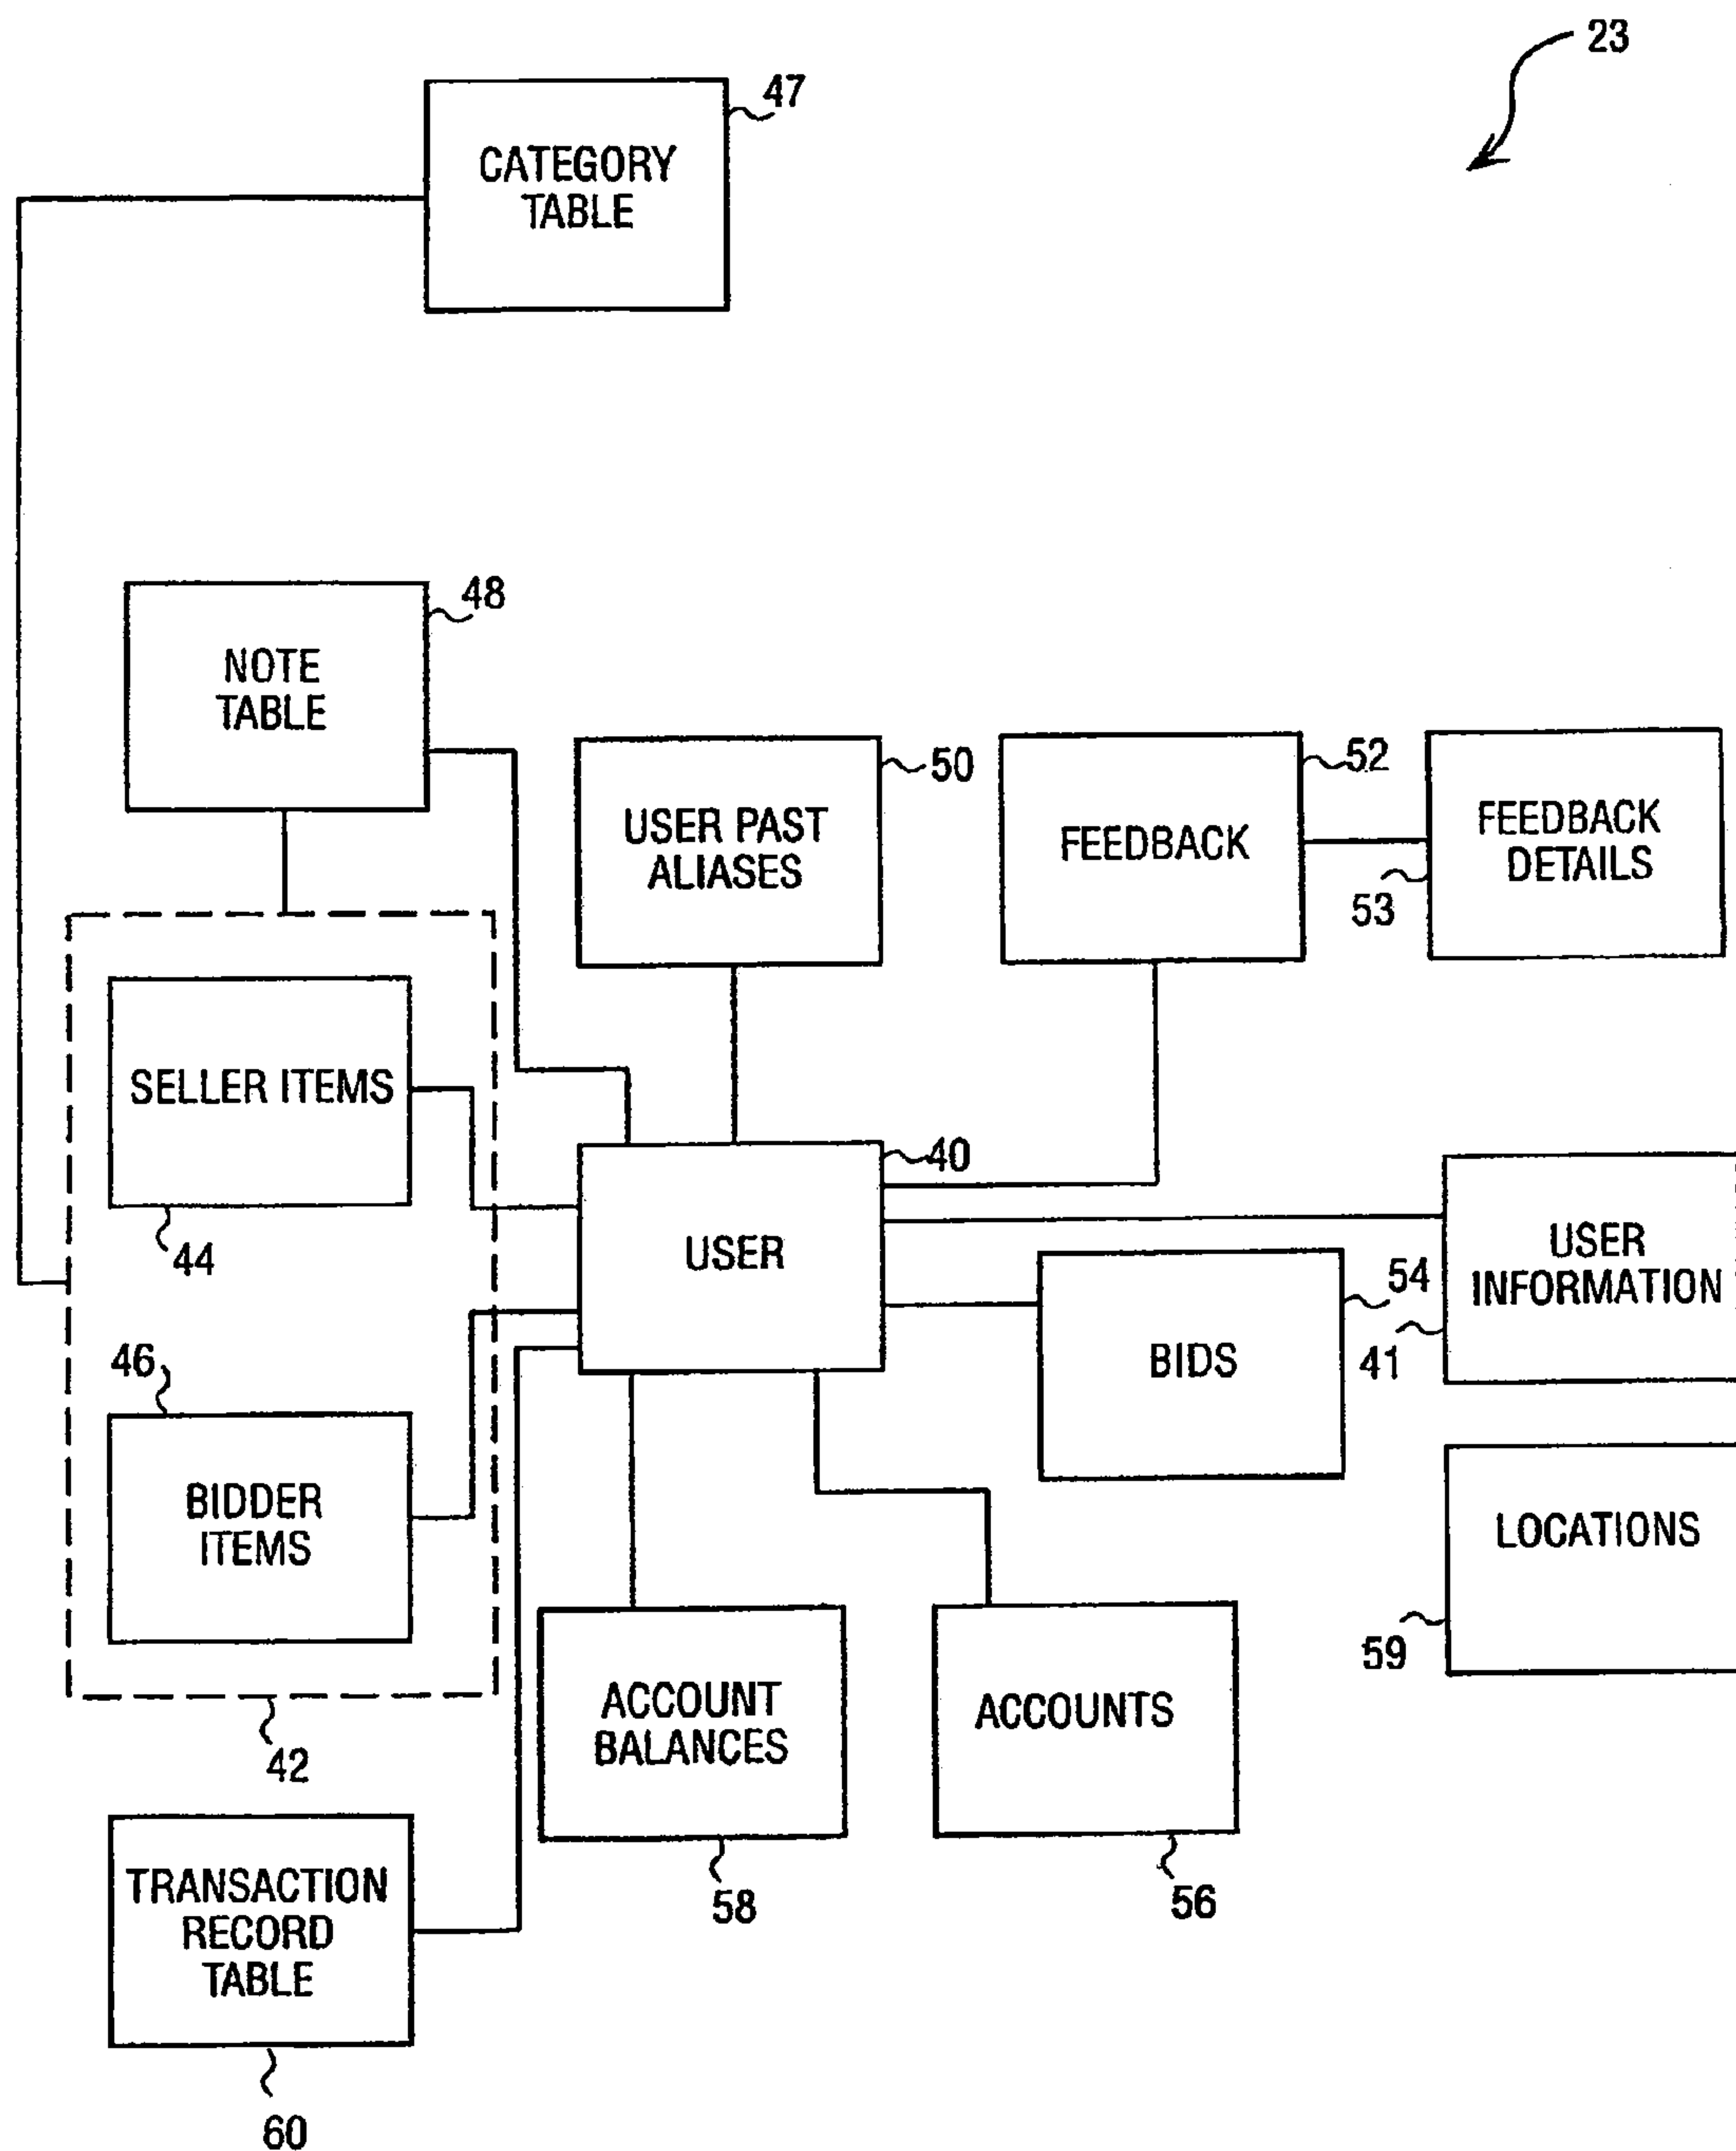 23
47
CATEGORY
TABLE
48
NOTE
TABLE
50
USER PAST
ALIASES
52
FEEDBACK
FEEDBACK
DETAILS
53
SELLER ITEMS
44
40
USER
USER
INFORMATION
41
54
BIDS
46
BIDDER
ITEMS
42
LOCATIONS
59
ACCOUNT
BALANCES
58
ACCOUNTS
56
TRANSACTION
RECORD
TABLE
60